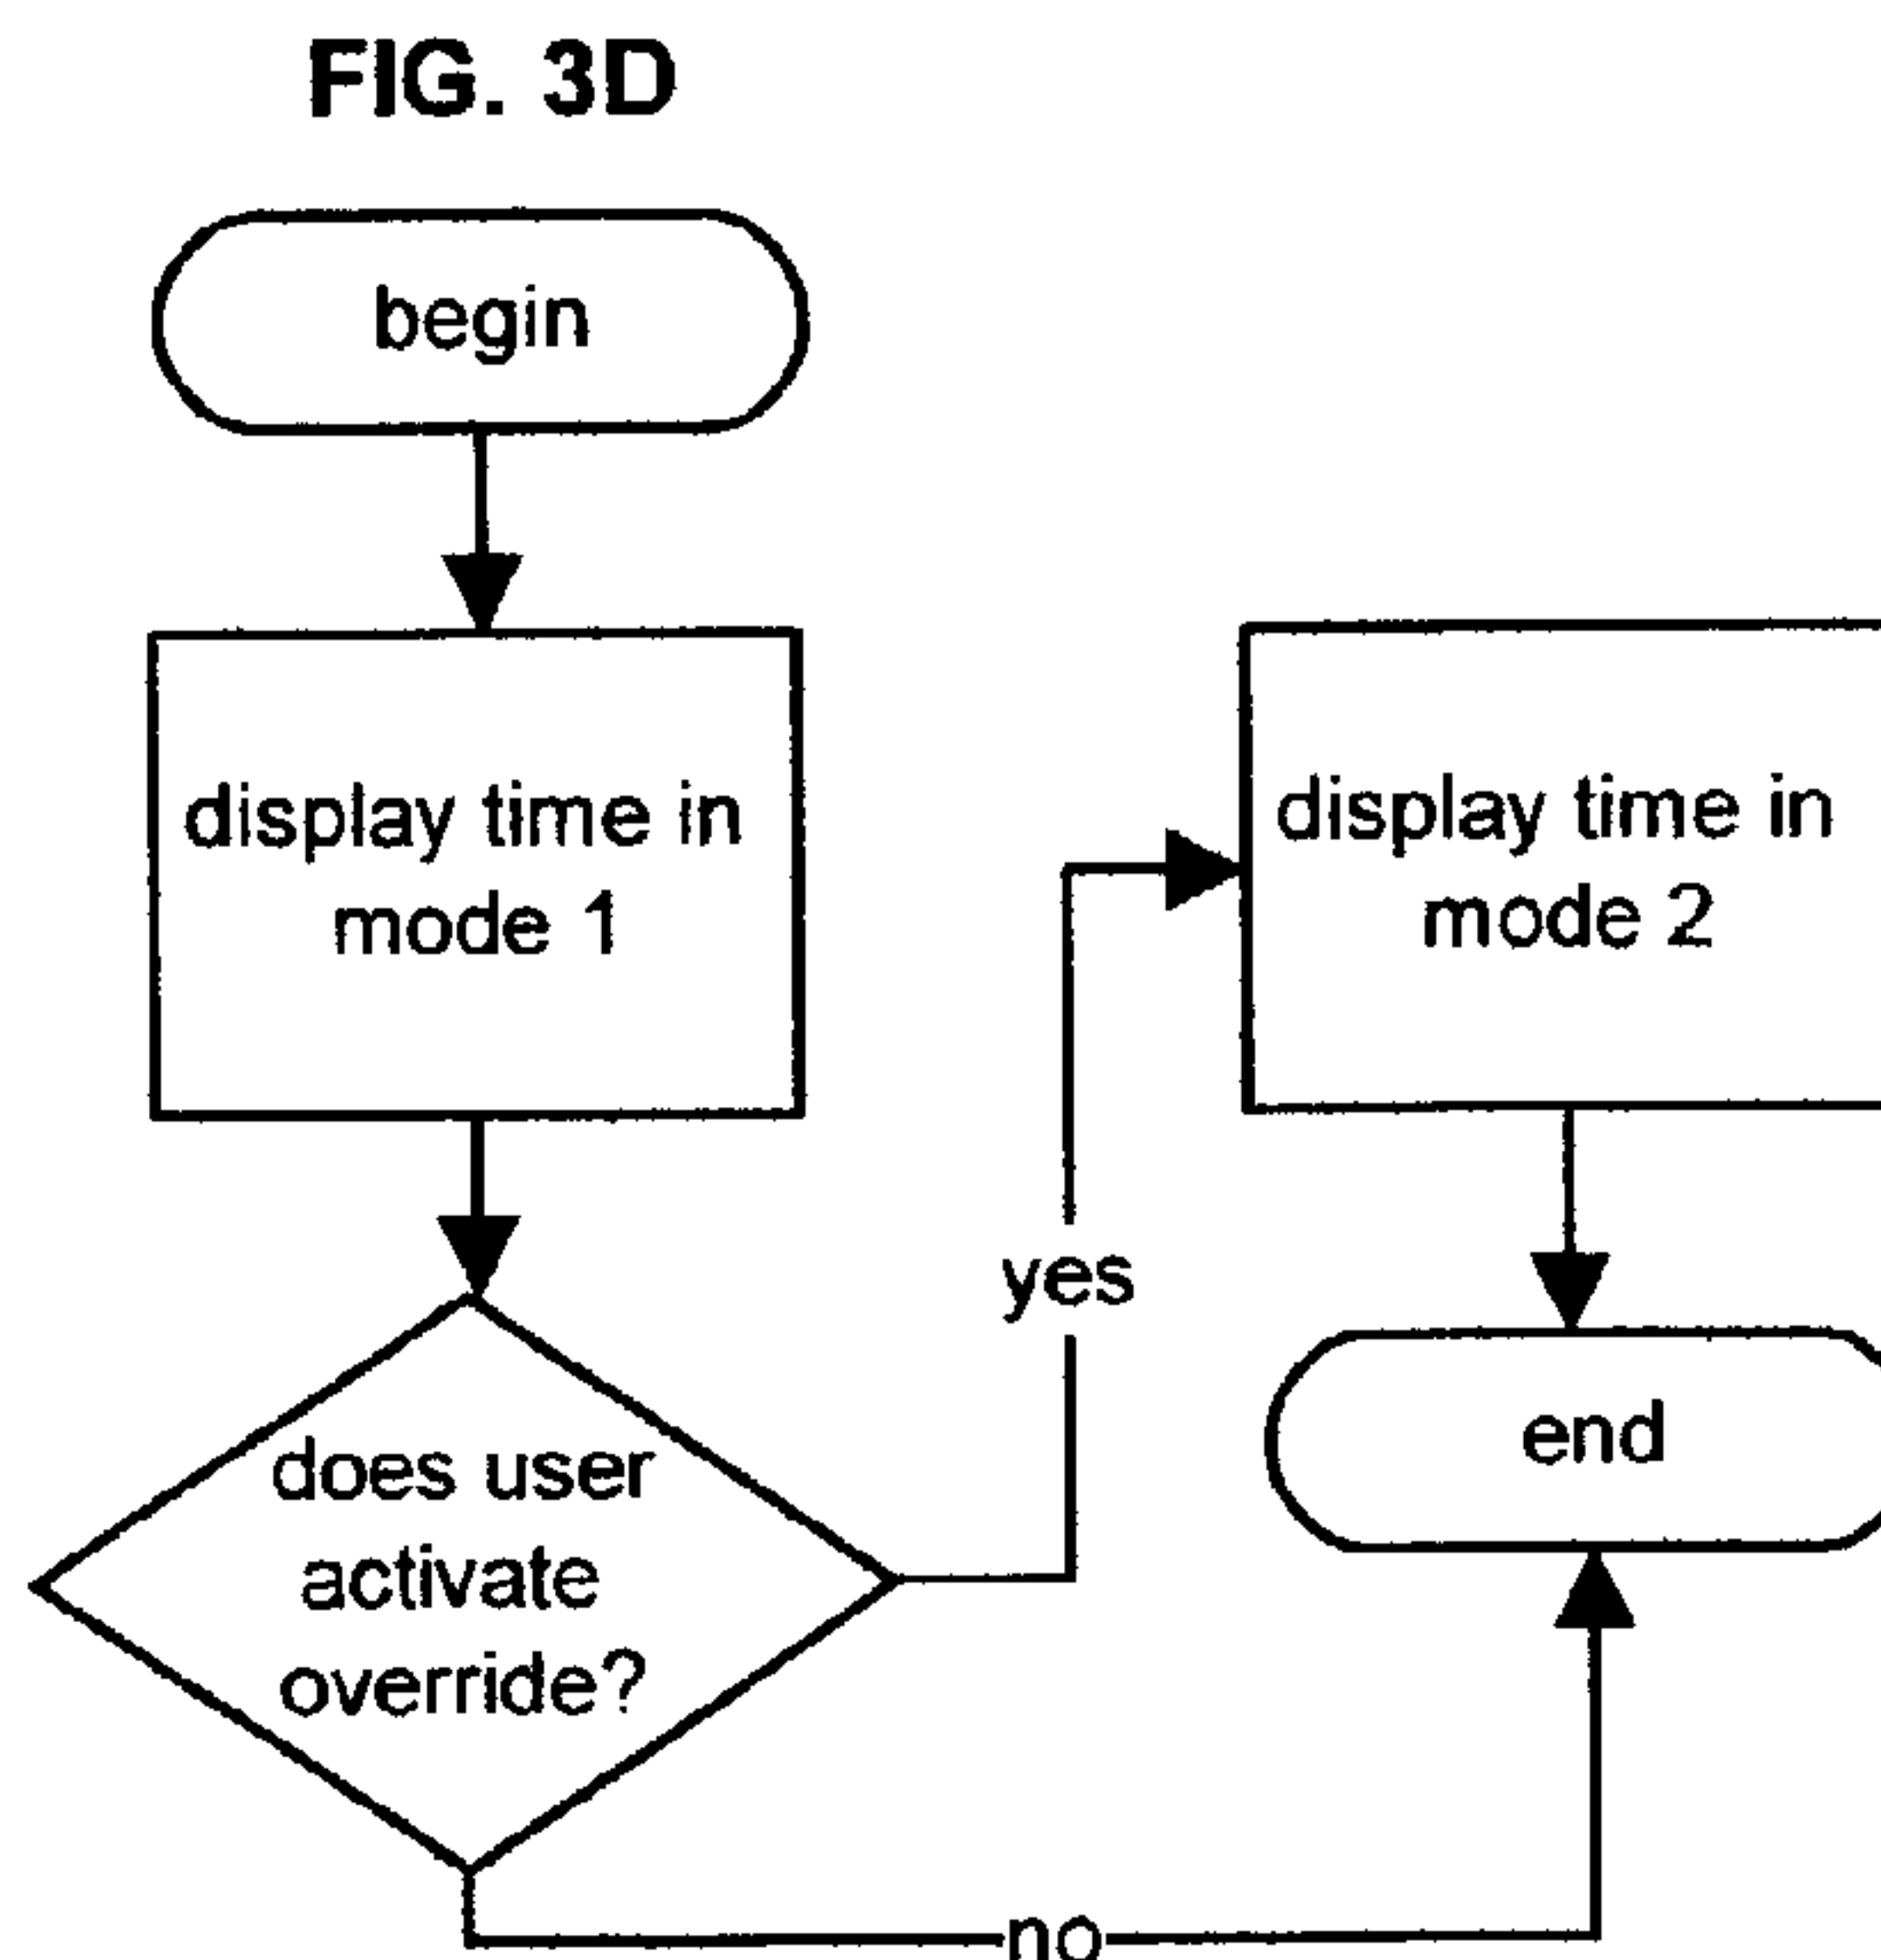 FIG. 3D
begin
display time in
mode 1
does user
activate
override?
yes
display time in
mode 2
end
no